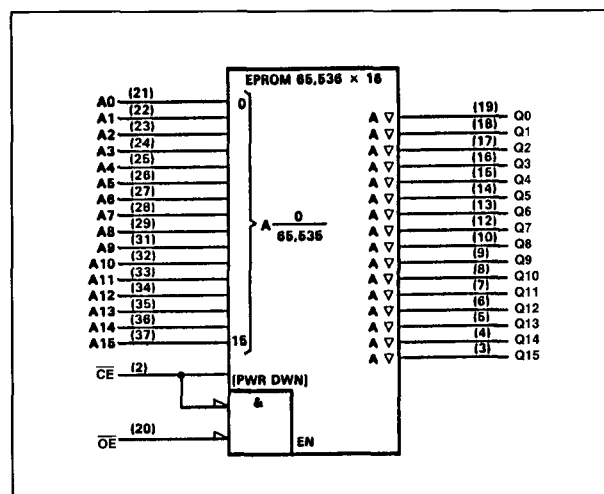 EPROM 65,536 × 16
A0 (21) 0 A ▽ (19) Q0
A1 (22) A ▽ (18) Q1
A2 (23) A ▽ (17) Q2
A3 (24) A ▽ (16) Q3
A4 (25) A ▽ (15) Q4
A5 (26) A ▽ (14) Q5
A6 (27) A ▽ (13) Q6
A7 (28) A ▽ (12) Q7
A8 (29) A ▽ (10) Q8
A9 (31) A ▽ (9) Q9
A10 (32) A ▽ (8) Q10
A11 (33) A ▽ (7) Q11
A12 (34) A ▽ (6) Q12
A13 (35) A ▽ (5) Q13
A14 (36) A ▽ (4) Q14
A15 (37) 15 A ▽ (3) Q15
A 0
65,535
CE (2) [PWR DWN]
&
OE (20) EN